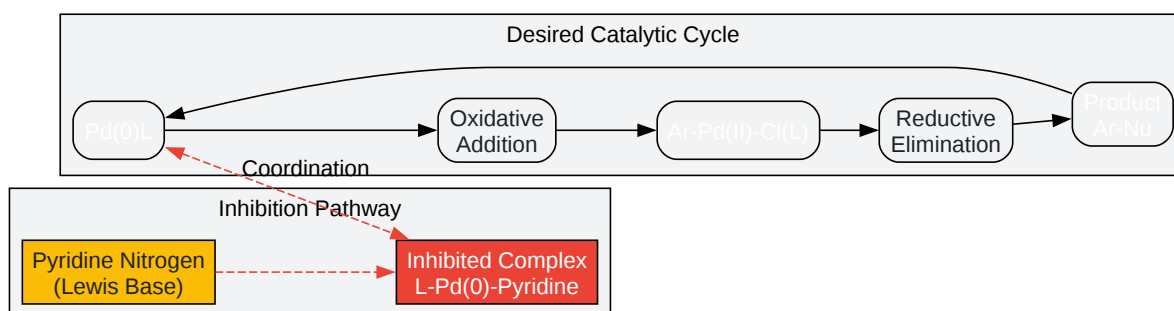 Desired Catalytic Cycle
Pd(0)L
Oxidative
Addition
Ar-Pd(II)-Cl(L)
Reductive
Elimination
Product
Ar-Nu
Coordination
Inhibition Pathway
Pyridine Nitrogen
(Lewis Base)
Inhibited Complex
L-Pd(0)-Pyridine